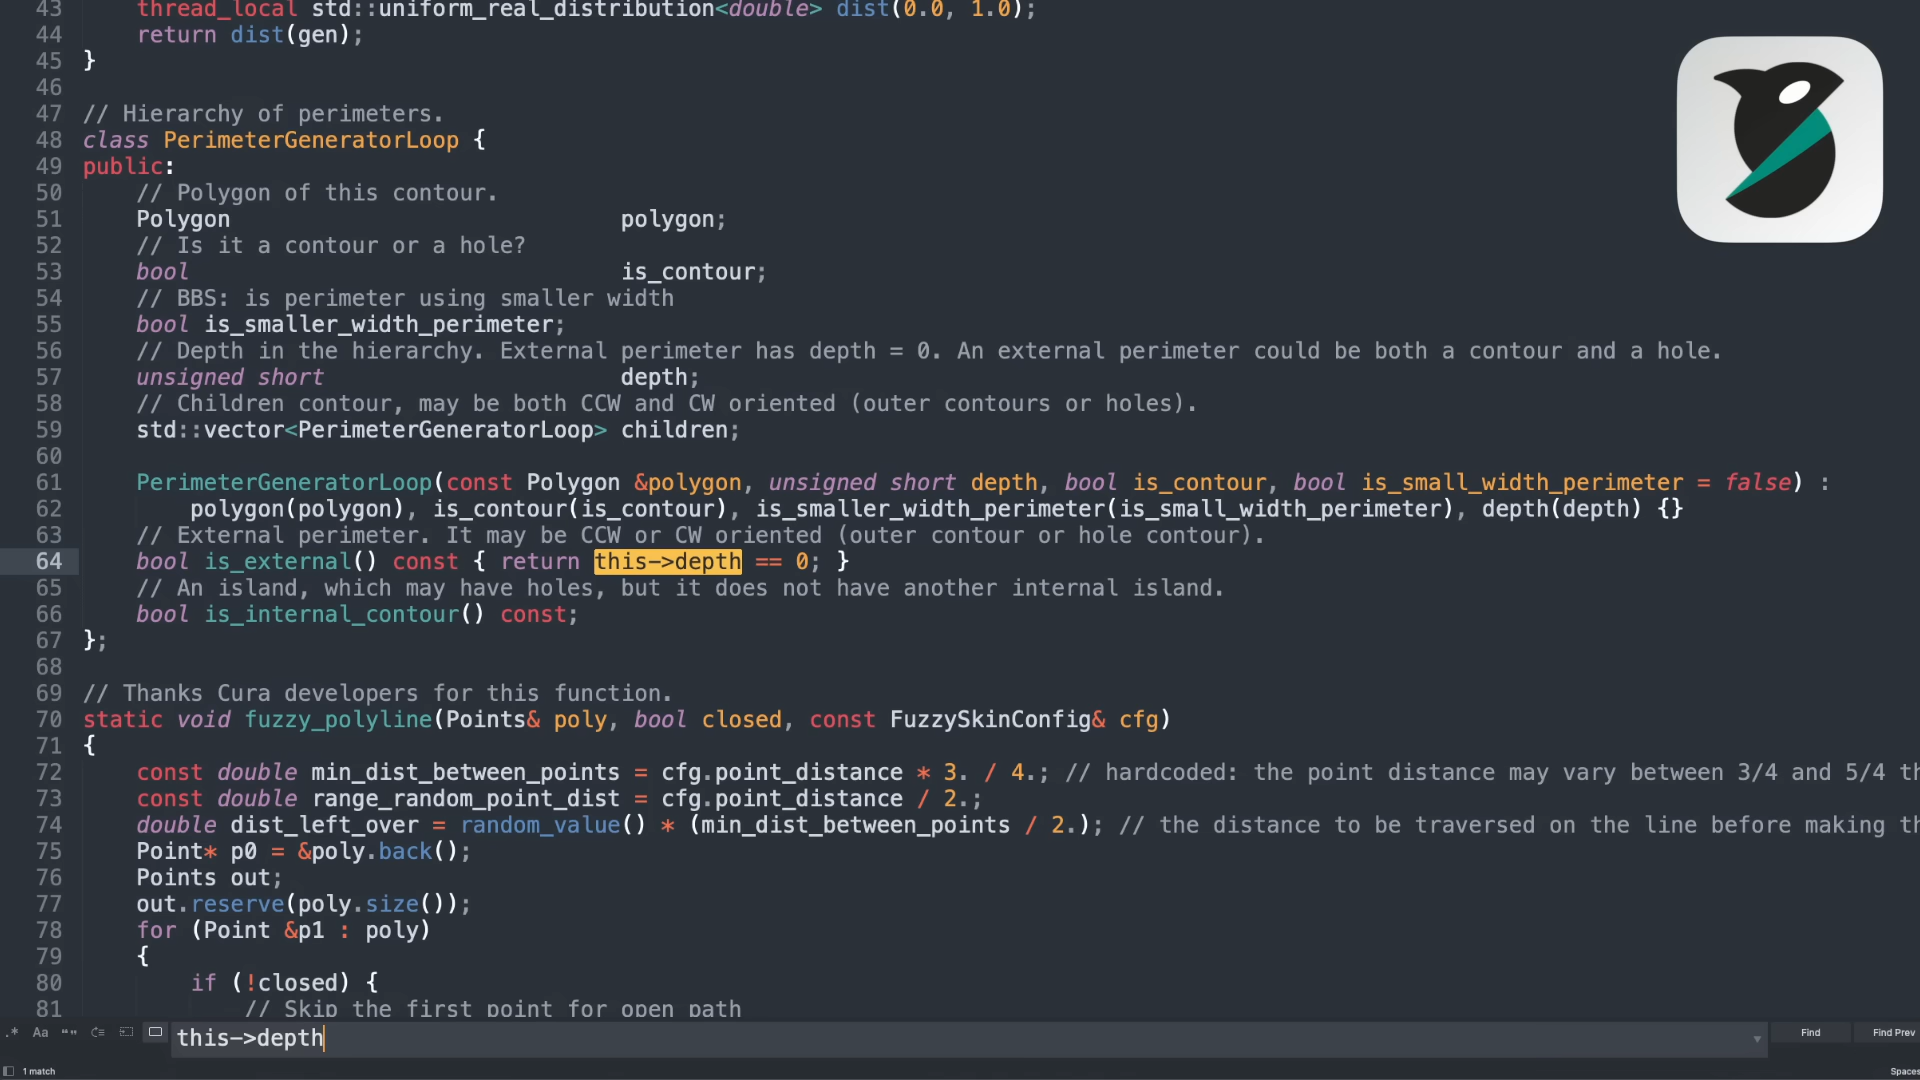 43 thread_local std::uniform_real_distribution<double> dist(0.0, 1.0);
44 return dist(gen);
45 }
46
47 // Hierarchy of perimeters.
48 class PerimeterGeneratorLoop {
49 public:
50 // Polygon of this contour.
51 Polygon polygon;
52 // Is it a contour or a hole?
53 bool is_contour;
54 // BBS: is perimeter using smaller width
55 bool is_smaller_width_perimeter;
56 // Depth in the hierarchy. External perimeter has depth = 0. An external perimeter could be both a contour and a hole.
57 unsigned short depth;
58 // Children contour, may be both CCW and CW oriented (outer contours or holes).
59 std::vector<PerimeterGeneratorLoop> children;
60
61 PerimeterGeneratorLoop(const Polygon &polygon, unsigned short depth, bool is_contour, bool is_small_width_perimeter = false) :
62 polygon(polygon), is_contour(is_contour), is_smaller_width_perimeter(is_small_width_perimeter), depth(depth) {}
63 // External perimeter. It may be CCW or CW oriented (outer contour or hole contour).
64 bool is_external() const { return this->depth == 0; }
65 // An island, which may have holes, but it does not have another internal island.
66 bool is_internal_contour() const;
67 };
68
69 // Thanks Cura developers for this function.
70 static void fuzzy_polyline(Points& poly, bool closed, const FuzzySkinConfig& cfg)
71 {
72 const double min_dist_between_points = cfg.point_distance * 3. / 4.; // hardcoded: the point distance may vary between 3/4 and 5/4 th
73 const double range_random_point_dist = cfg.point_distance / 2.;
74 double dist_left_over = random_value() * (min_dist_between_points / 2.); // the distance to be traversed on the line before making th
75 Point* p0 = &poly.back();
76 Points out;
77 out.reserve(poly.size());
78 for (Point &p1 : poly)
79 {
80 if (!closed) {
81 // Skip the first point for open path
.* Aa “”
this->depth
Find Find Prev
1 match Spaces